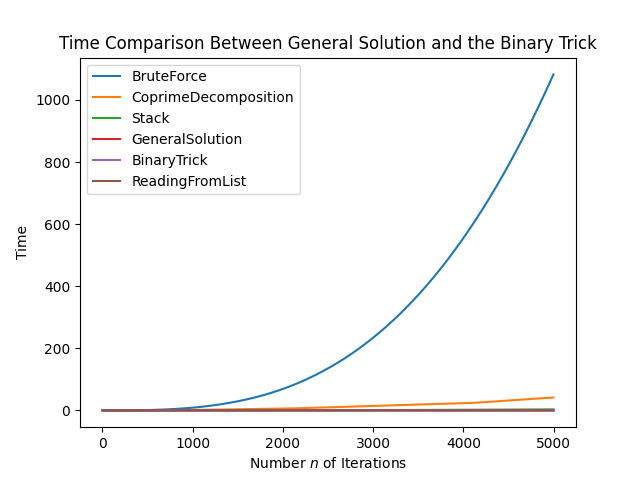 Time Comparison Between General Solution and the Binary Trick
BruteForce
CoprimeDecomposition
Stack
GeneralSolution
BinaryTrick
ReadingFromList
Time
1000
800
600
400
200
0
0 1000 2000 3000 4000 5000
Number n of Iterations